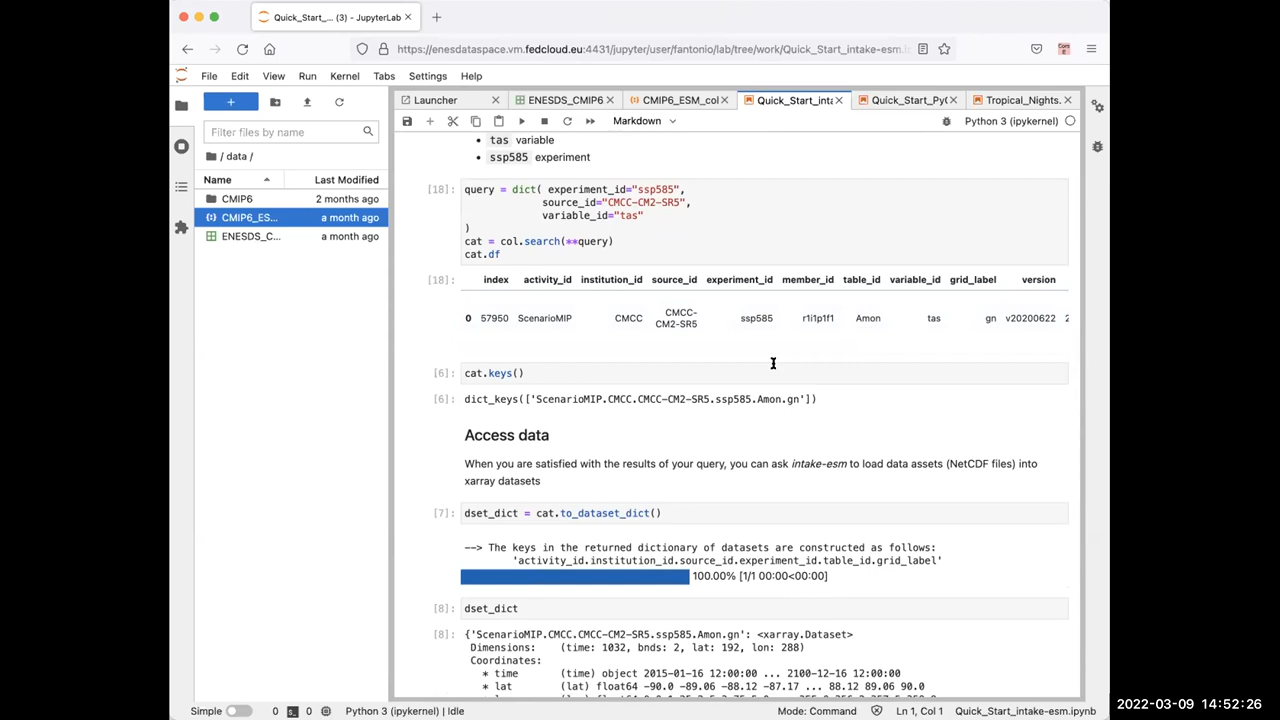 Quick_Start_... (3) - JupyterLab
https://enesdataspace.vm.fedcloud.eu:4431/jupyter/user/fantonio/lab/tree/work/Quick_Start_intake-esm.
File Edit View Run Kernel Tabs Settings Help
Launcher ENESDS_CMIP6 CMIP6_ESM_col Quick_Start_inta Quick_Start_PyC Tropical_Nights.
Filter files by name
Markdown
Python 3 (ipykernel)
/ data /
Name Last Modified
CMIP6 2 months ago
CMIP6_ES... a month ago
ENESDS_C... a month ago
tas variable
ssp585 experiment
[18]: query = dict( experiment_id="ssp585",
source_id="CMCC-CM2-SR5",
variable_id="tas"
)
cat = col.search(**query)
cat.df
[18]: index activity_id institution_id source_id experiment_id member_id table_id variable_id grid_label version
0 57950 ScenarioMIP CMCC CMCC-CM2-SR5 ssp585 r1i1p1f1 Amon tas gn v20200622 2
[6]: cat.keys()
[6]: dict_keys(['ScenarioMIP.CMCC.CMCC-CM2-SR5.ssp585.Amon.gn'])
Access data
When you are satisfied with the results of your query, you can ask intake-esm to load data assets (NetCDF files) into
xarray datasets
[7]: dset_dict = cat.to_dataset_dict()
--> The keys in the returned dictionary of datasets are constructed as follows:
'activity_id.institution_id.source_id.experiment_id.table_id.grid_label'
100.00% [1/1 00:00<00:00]
[8]: dset_dict
[8]: {'ScenarioMIP.CMCC.CMCC-CM2-SR5.ssp585.Amon.gn': <xarray.Dataset>
Dimensions: (time: 1032, bnds: 2, lat: 192, lon: 288)
Coordinates:
* time (time) object 2015-01-16 12:00:00 ... 2100-12-16 12:00:00
* lat (lat) float64 -90.0 -89.06 -88.12 -87.17 ... 88.12 89.06 90.0
Simple 0 0 Python 3 (ipykernel) | Idle Mode: Command Ln 1, Col 1 Quick_Start_intake-esm.ipynb
2022-03-09 14:52:26